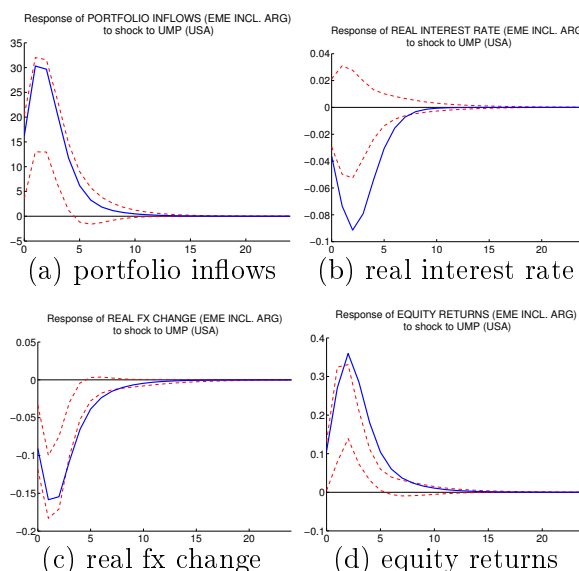 Response of PORTFOLIO INFLOWS (EME INCL. ARG)
to shock to UMP (USA)
35
30
25
20
15
10
5
0
−5
0 5 10 15 20
(a) portfolio inflows
Response of REAL INTEREST RATE (EME INCL. ARG)
to shock to UMP (USA)
0.04
0.02
0
−0.02
−0.04
−0.06
−0.08
−0.1
0 5 10 15 20
(b) real interest rate
Response of REAL FX CHANGE (EME INCL. ARG)
to shock to UMP (USA)
0.05
0
−0.05
−0.1
−0.15
−0.2
0 5 10 15 20
(c) real fx change
Response of EQUITY RETURNS (EME INCL. ARG)
to shock to UMP (USA)
0.4
0.3
0.2
0.1
0
−0.1
0 5 10 15 20
(d) equity returns